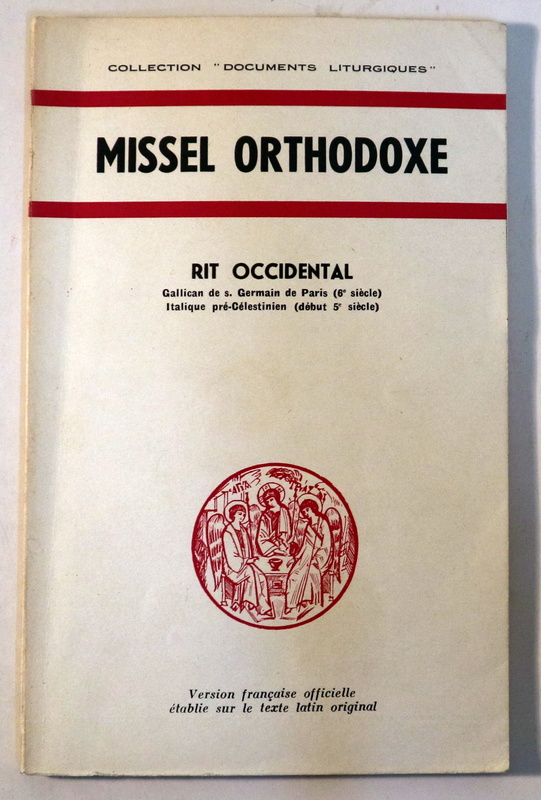 COLLECTION "DOCUMENTS LITURGIQUES"
MISSEL ORTHODOXE
RIT OCCIDENTAL
Gallican de s. Germain de Paris (6e siècle)
Italique pré-Célestinien (début 5e siècle)
Version française officielle
établie sur le texte latin original